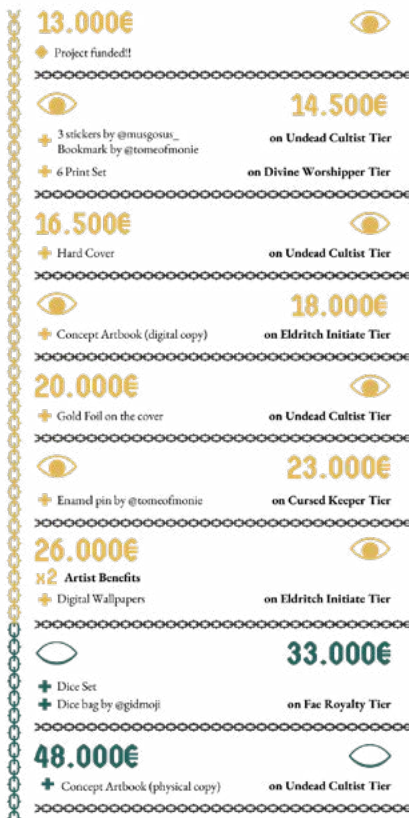 13.000€
Project funded!!
14.500€
3 stickers by @musgosus_ on Undead Cultist Tier
Bookmark by @tomeofmonie
6 Print Set on Divine Worshipper Tier
16.500€
Hard Cover on Undead Cultist Tier
18.000€
Concept Artbook (digital copy) on Eldritch Initiate Tier
20.000€
Gold Foil on the cover on Undead Cultist Tier
23.000€
Enamel pin by @tomeofmonie on Cursed Keeper Tier
26.000€
x2 Artist Benefits
Digital Wallpapers on Eldritch Initiate Tier
33.000€
Dice Set
Dice bag by @gidmoji on Fae Royalty Tier
48.000€
Concept Artbook (physical copy) on Undead Cultist Tier